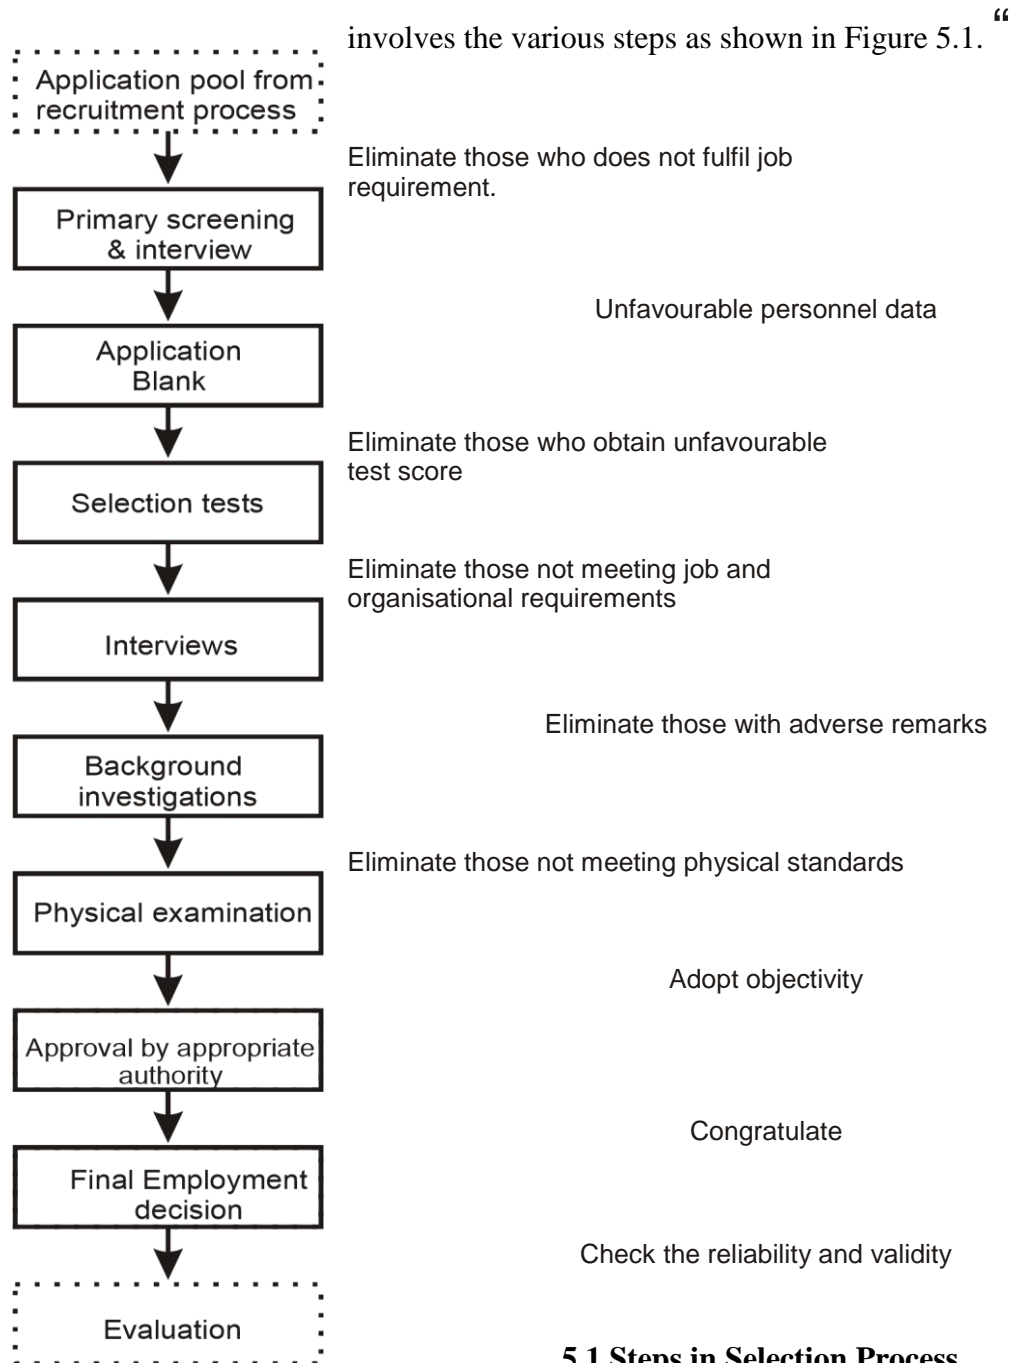 involves the various steps as shown in Figure 5.1. “
Application pool from
recruitment process
Eliminate those who does not fulfil job
requirement.
Primary screening
& interview
Unfavourable personnel data
Application
Blank
Eliminate those who obtain unfavourable
test score
Selection tests
Eliminate those not meeting job and
organisational requirements
Interviews
Eliminate those with adverse remarks
Background
investigations
Eliminate those not meeting physical standards
Physical examination
Adopt objectivity
Approval by appropriate
authority
Congratulate
Final Employment
decision
Check the reliability and validity
Evaluation
5.1 Steps in Selection Process